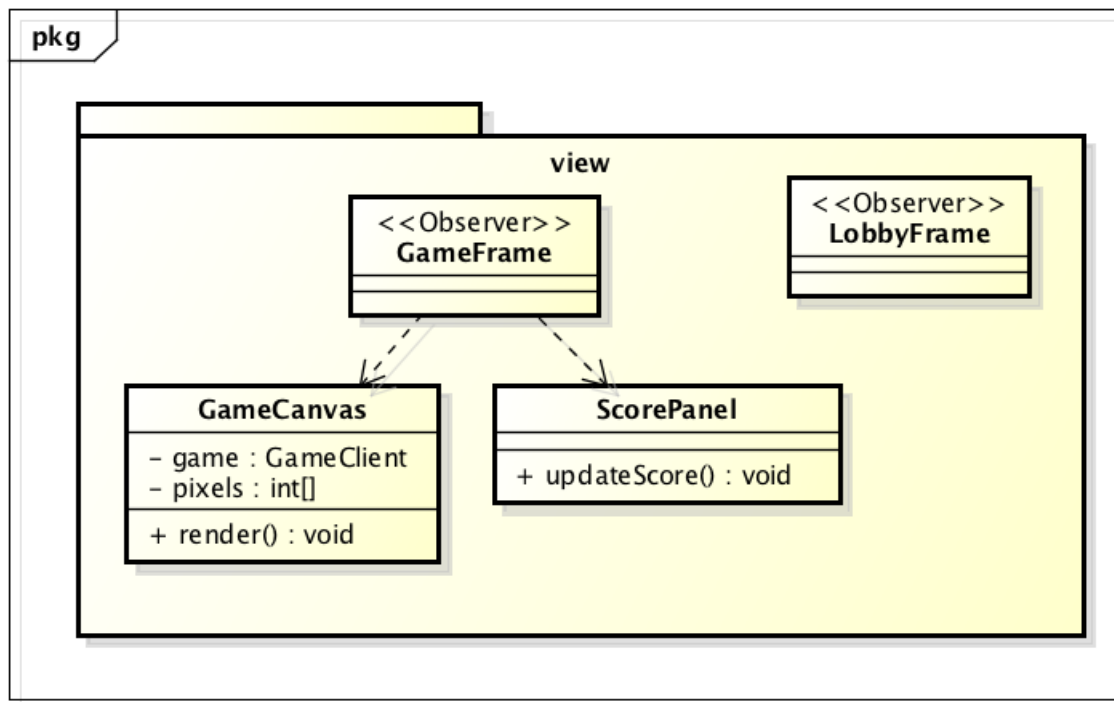 pkg
view
<<Observer>>
GameFrame
<<Observer>>
LobbyFrame
GameCanvas
– game : GameClient
– pixels : int[]
+ render() : void
ScorePanel
+ updateScore() : void